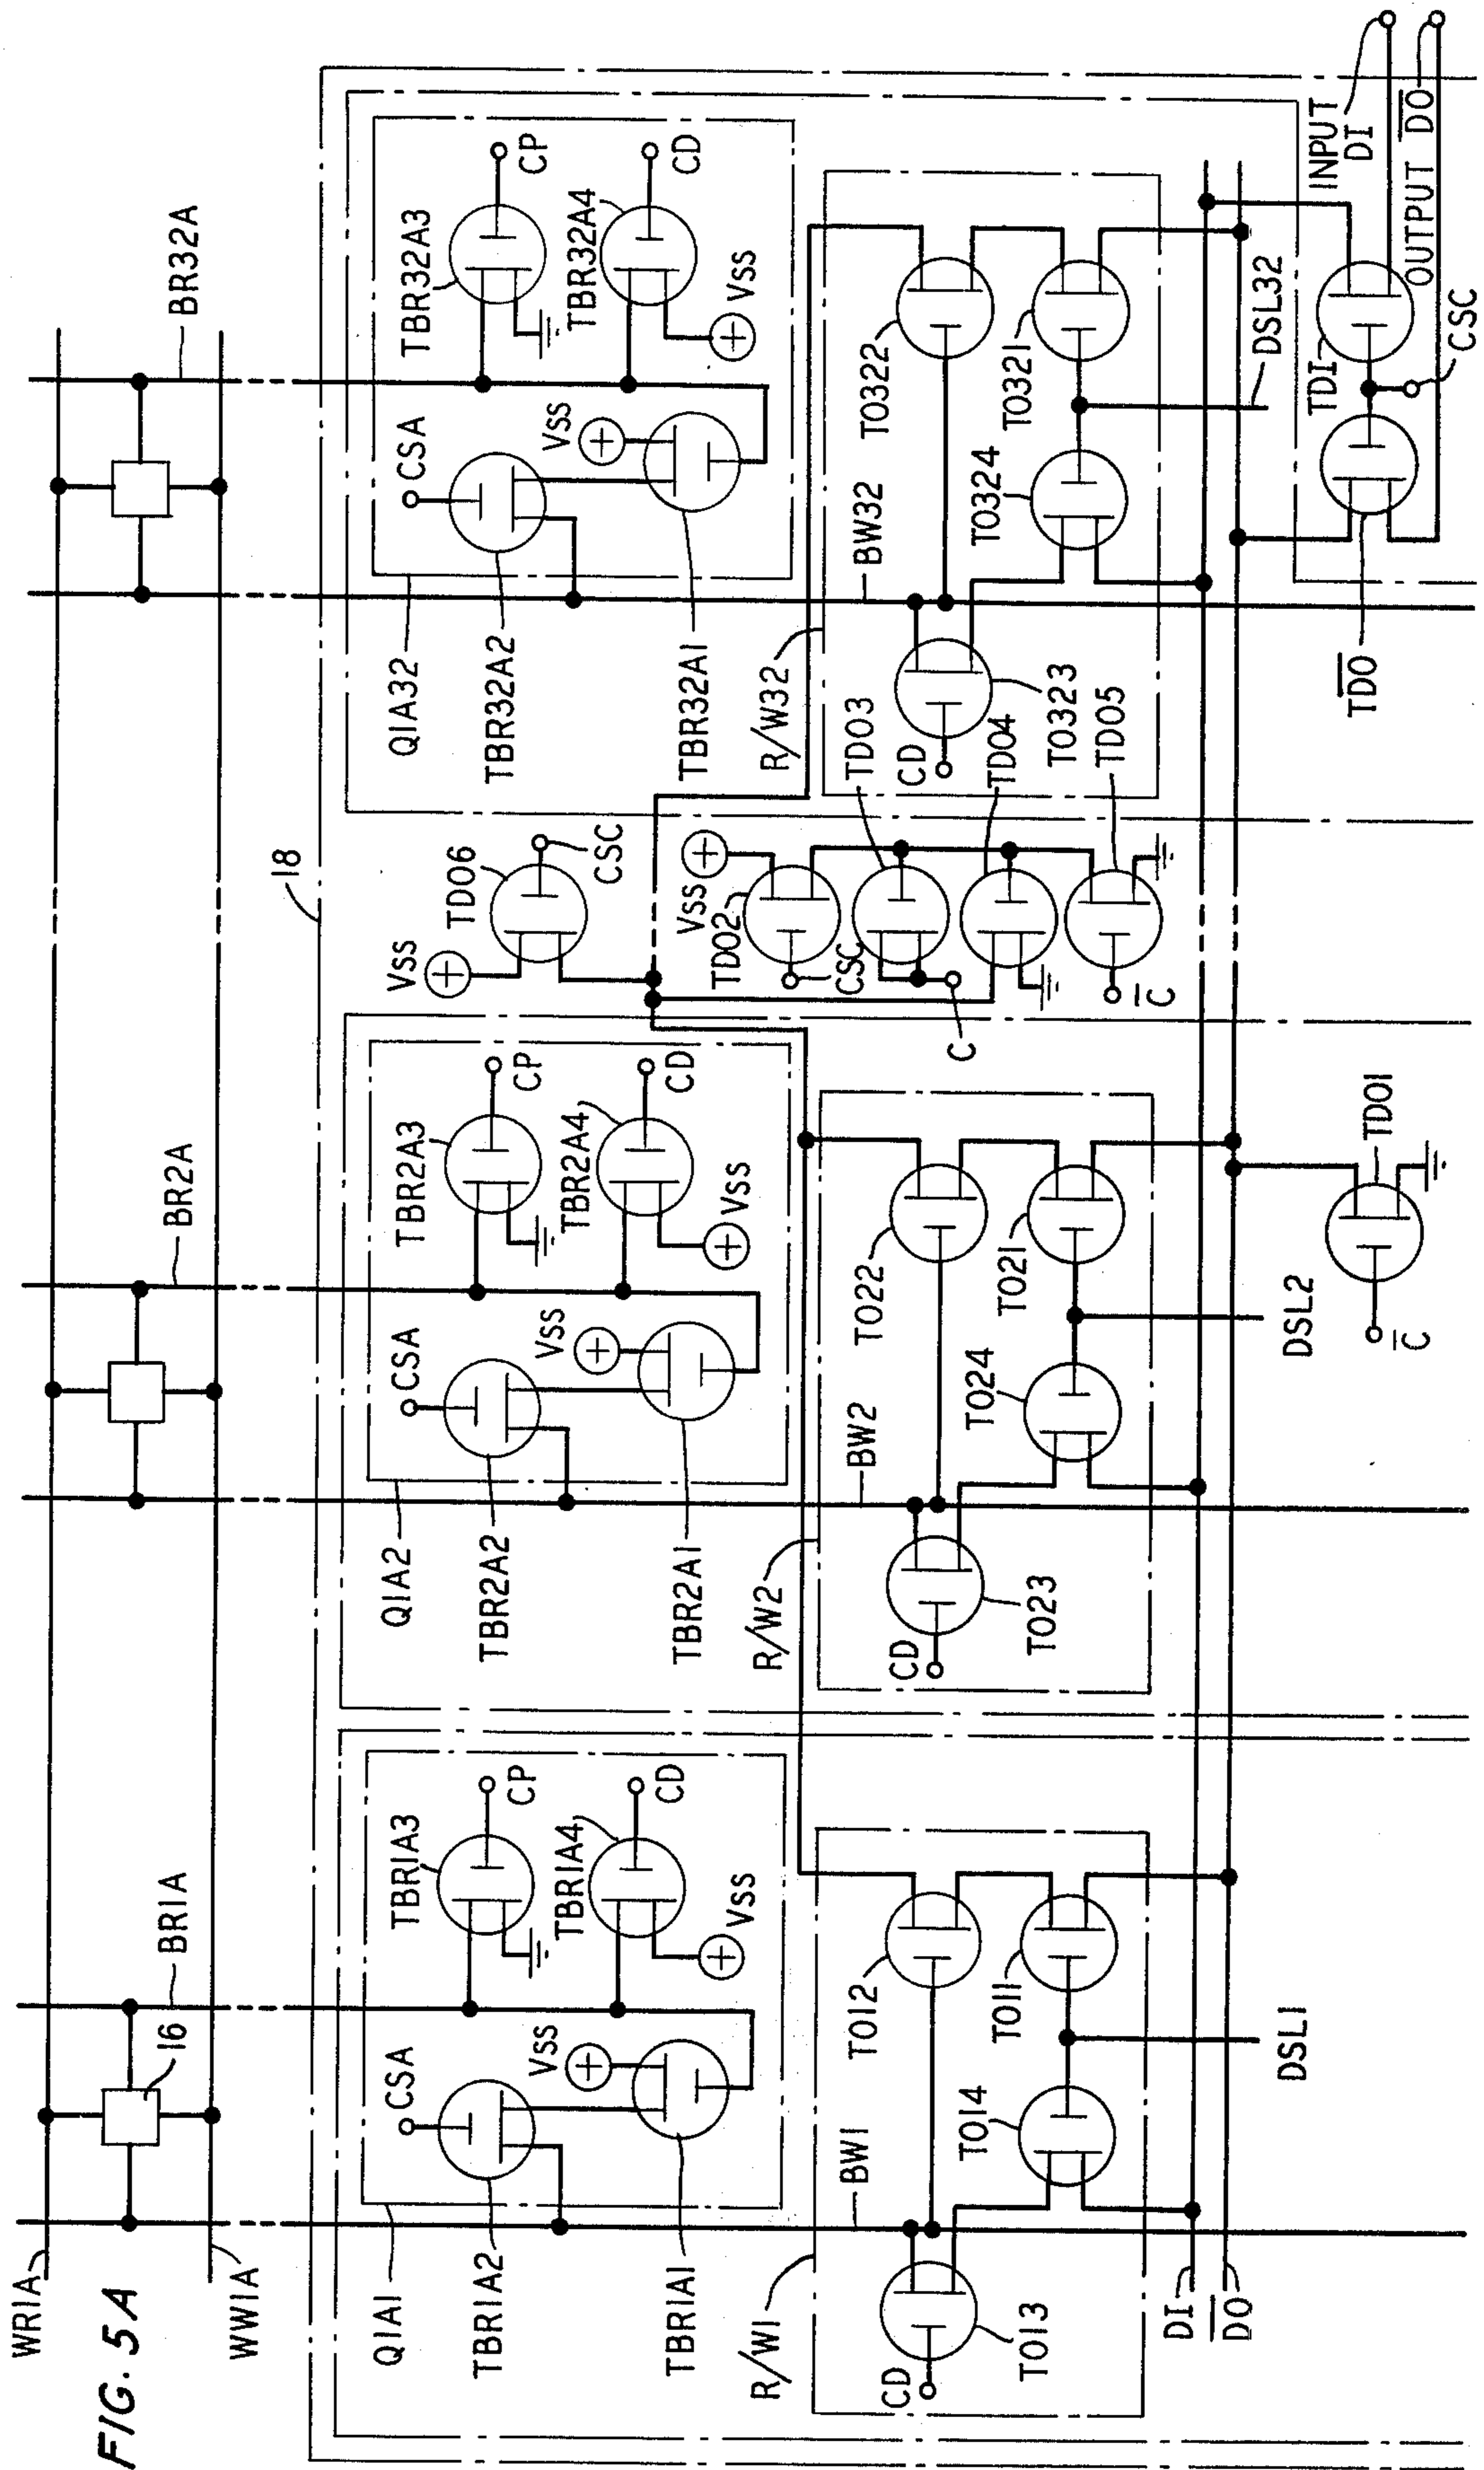 FIG. 5A
WR1A
WW1A
16
BR1A
BR2A
BR32A
18
Q1A1
TBR1A2
TBR1A1
CSA
Vss
TBR1A3
CP
TBR1A4
CD
Vss
Q1A2
TBR2A2
TBR2A1
CSA
Vss
TBR2A3
CP
TBR2A4
CD
Vss
Vss
TD06
CSC
Q1A32
TBR32A2
TBR32A1
CSA
Vss
TBR32A3
CP
TBR32A4
CD
Vss
R/W1
CD
T013
BW1
T012
T014
T011
DSL1
DI
D̅O̅
R/W2
CD
T023
BW2
T022
T024
T021
DSL2
C̅
TD01
Vss
TD02
CSC
C
C̅
TD03
TD04
TD05
R/W32
CD
T0323
BW32
T0322
T0324
T0321
DSL32
T̅D̅O̅
TDI
CSC
INPUT
DI
OUTPUT D̅O̅